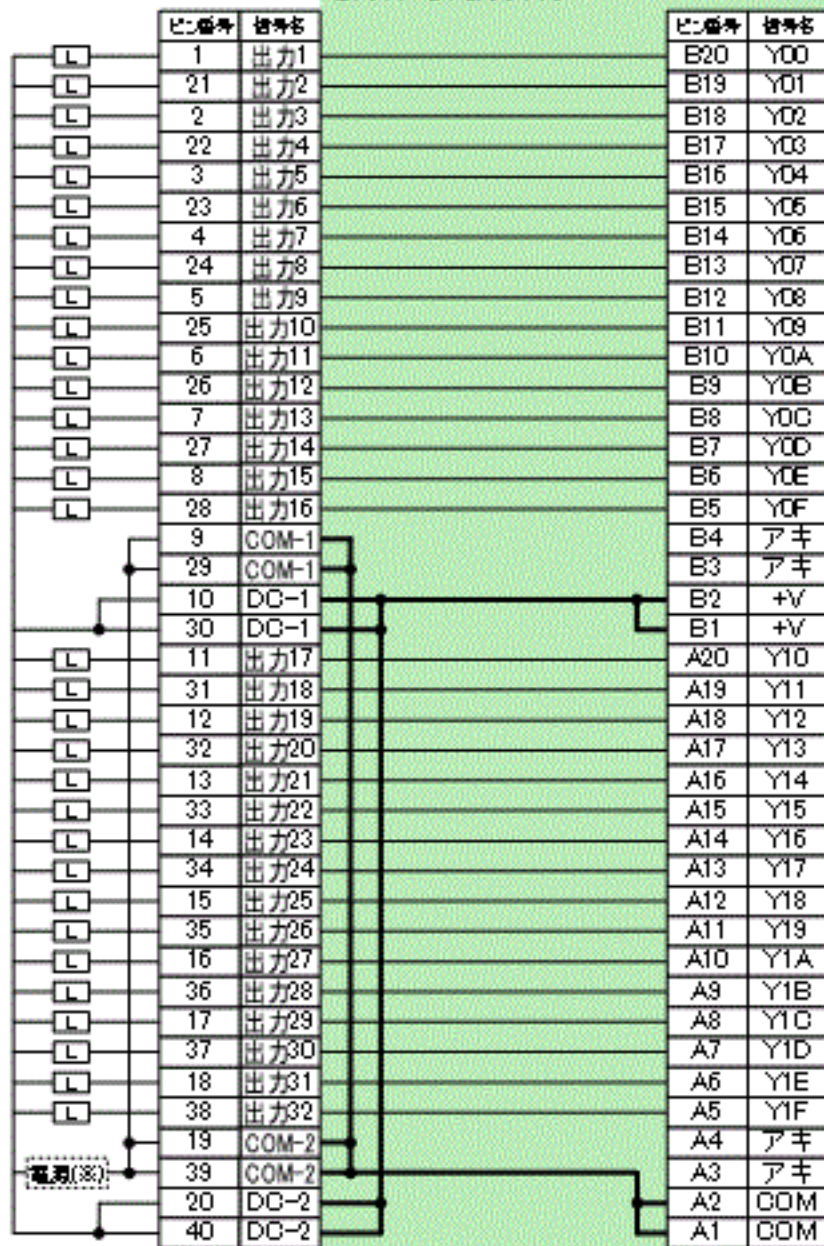 ピン番号 信号名 ピン番号 信号名
L 1 出力1 B20 Y00
L 21 出力2 B19 Y01
L 2 出力3 B18 Y02
L 22 出力4 B17 Y03
L 3 出力5 B16 Y04
L 23 出力6 B15 Y05
L 4 出力7 B14 Y06
L 24 出力8 B13 Y07
L 5 出力9 B12 Y08
L 25 出力10 B11 Y09
L 6 出力11 B10 Y0A
L 26 出力12 B9 Y0B
L 7 出力13 B8 Y0C
L 27 出力14 B7 Y0D
L 8 出力15 B6 Y0E
L 28 出力16 B5 Y0F
9 COM-1 B4 アキ
29 COM-1 B3 アキ
10 DC-1 B2 +V
30 DC-1 B1 +V
L 11 出力17 A20 Y10
L 31 出力18 A19 Y11
L 12 出力19 A18 Y12
L 32 出力20 A17 Y13
L 13 出力21 A16 Y14
L 33 出力22 A15 Y15
L 14 出力23 A14 Y16
L 34 出力24 A13 Y17
L 15 出力25 A12 Y18
L 35 出力26 A11 Y19
L 16 出力27 A10 Y1A
L 36 出力28 A9 Y1B
L 17 出力29 A8 Y1C
L 37 出力30 A7 Y1D
L 18 出力31 A6 Y1E
L 38 出力32 A5 Y1F
19 COM-2 A4 アキ
電源(※) 39 COM-2 A3 アキ
20 DC-2 A2 COM
40 DC-2 A1 COM